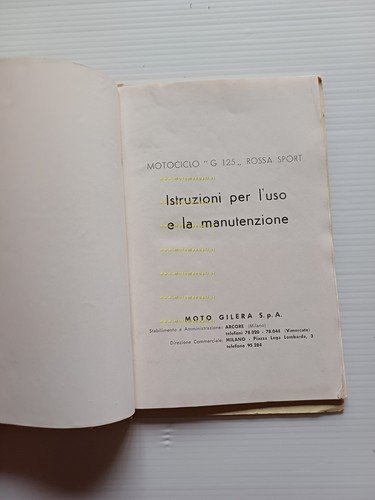 MOTOCICLO "G 125„ ROSSA SPORT
Istruzioni per l'uso
e la manutenzione
MOTO GILERA S.p.A.
Stabilimento e Amministrazione: ARCORE (Milano)
telefoni 78 020 - 78.044 (Vimercate)
Direzione Commerciale: MILANO - Piazza Lega Lombarda, 3
telefono 95 284